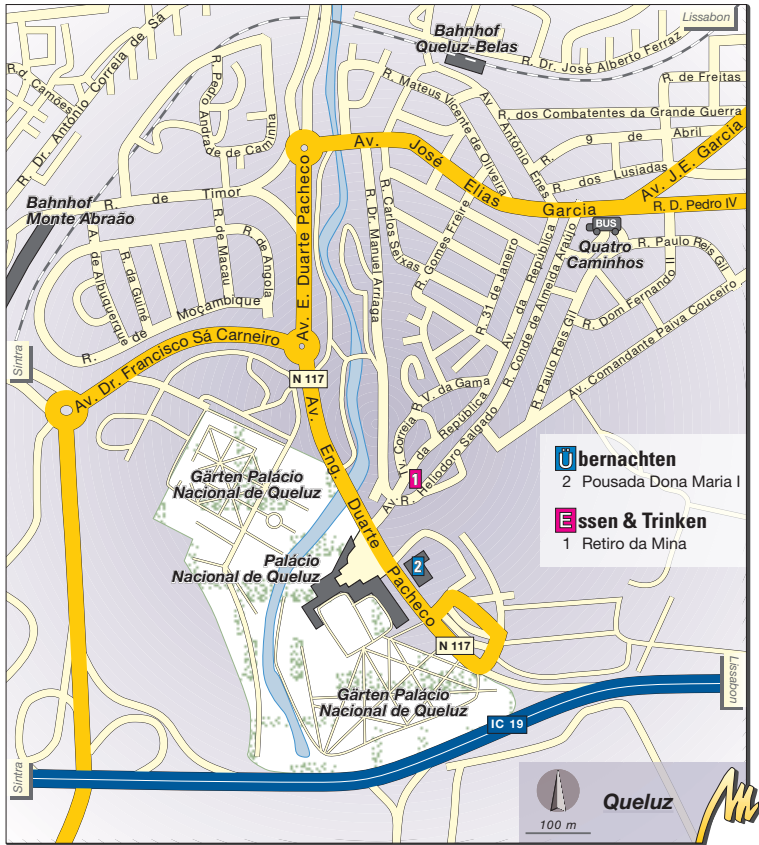 Lissabon
Bahnhof
Queluz-Belas
R. Dr. José Alberto Ferraz
R. de Freitas
R.d. Camões
R. Dr. António Correia de Sá
R. Pedro Andrade de Caminha
R. Mateus Vicente de Oliveira
Av. António Enes
R. dos Combatentes da Grande Guerra
R. 9 de Abril
R. dos Lusiadas
Av. J.E. Garcia
Av. José Elias Garcia
R. D. Pedro IV
BUS
Quatro
Caminhos
R. Paulo Reis Gil
Bahnhof
Monte Abraão
R. de Timor
A. de Albuquerque
R. da Guiné
R. de Macau
R. de Angola
R. de Moçambique
Av. E. Duarte Pacheco
R. Dr. Manuel Arriaga
R. Carlos Seixas
R. Gomes Freire
R. 31 de Janeiro
Av. da República
R. Conde de Almeida Araújo
R. Paulo Reis Gil
R. Dom Fernando II
Av. Comandante Paiva Couceiro
Sintra
Av. Dr. Francisco Sá Carneiro
N 117
Av. Eng. Duarte Pacheco
R. V. da Gama
Tv. Correia
Av. da República
R. Heliodoro Salgado
1
Gärten Palácio
Nacional de Queluz
Palácio
Nacional de Queluz
2
Übernachten
2 Pousada Dona Maria I
Essen & Trinken
1 Retiro da Mina
N 117
Gärten Palácio
Nacional de Queluz
IC 19
Lissabon
Sintra
100 m
Queluz